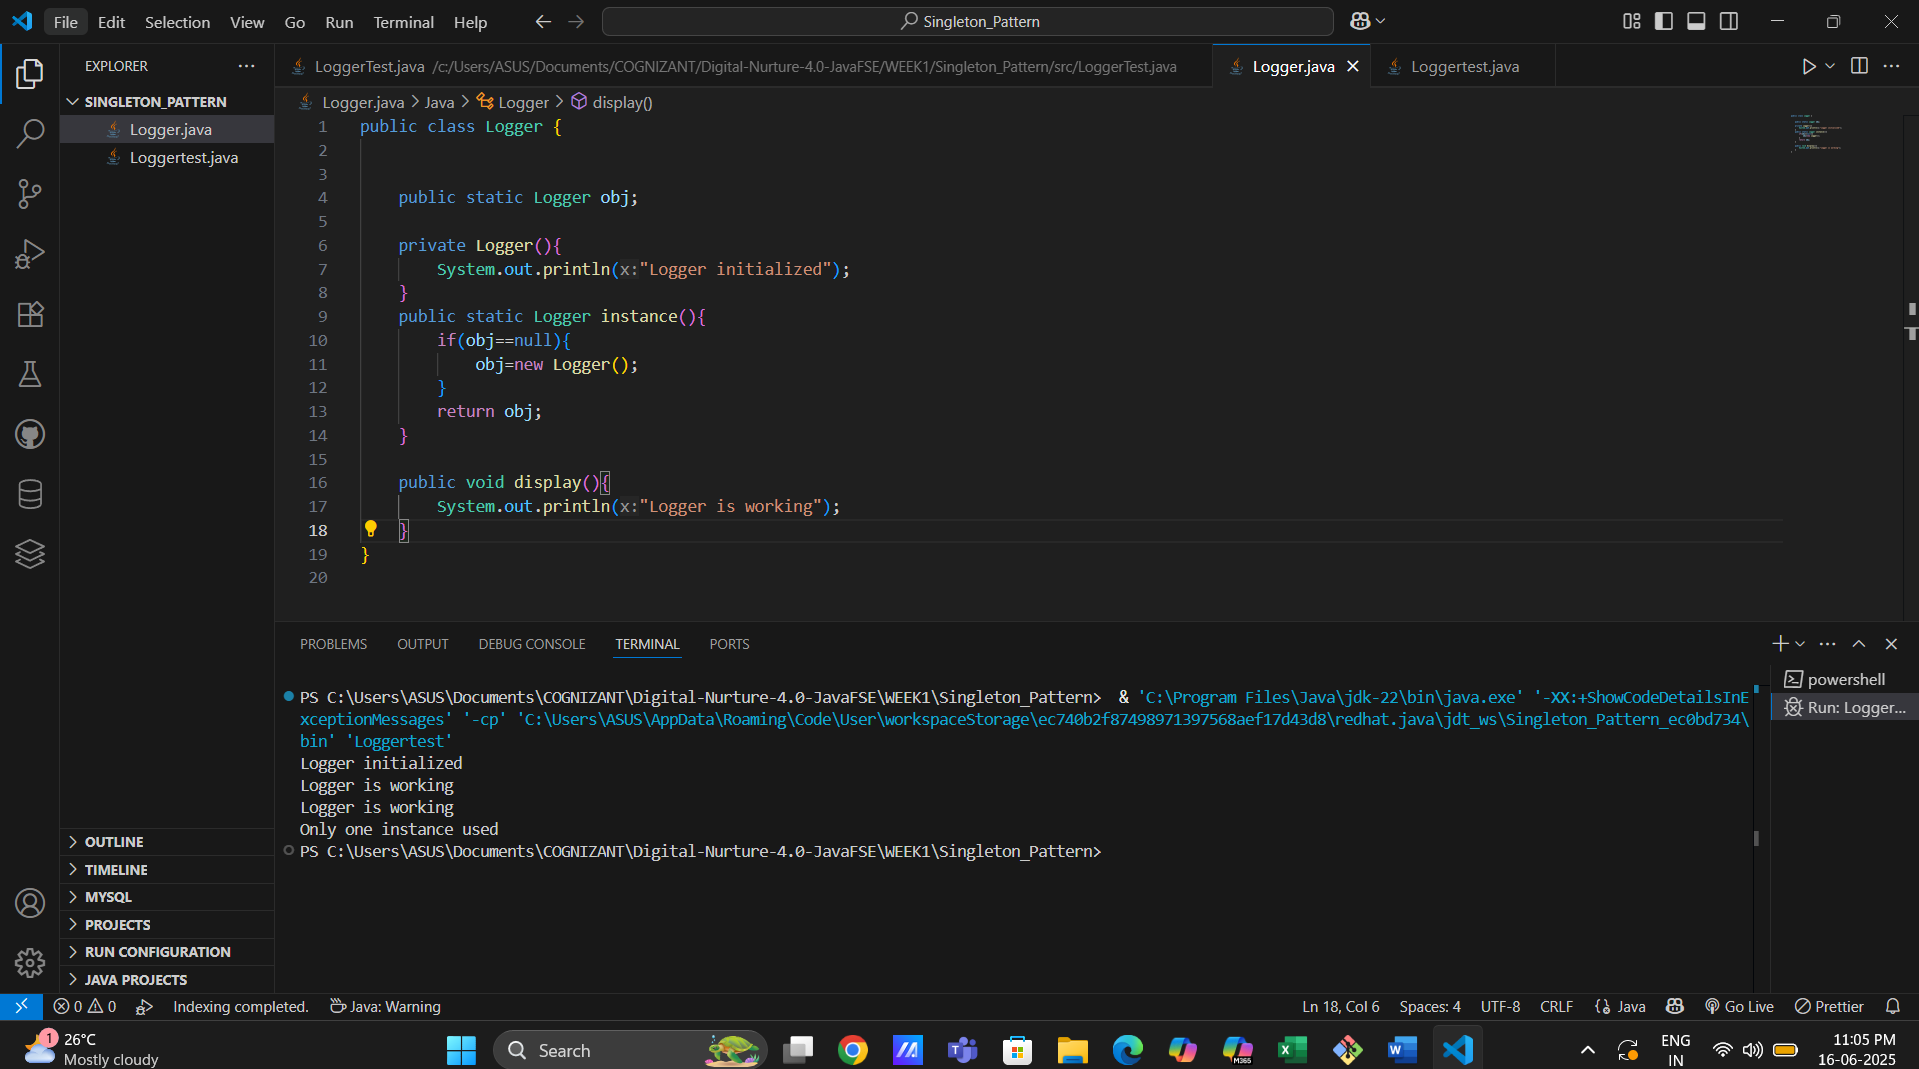 File Edit Selection View Go Run Terminal Help
Singleton_Pattern
EXPLORER
SINGLETON_PATTERN
Logger.java
Loggertest.java
OUTLINE
TIMELINE
MYSQL
PROJECTS
RUN CONFIGURATION
JAVA PROJECTS
LoggerTest.java /c:/Users/ASUS/Documents/COGNIZANT/Digital-Nurture-4.0-JavaFSE/WEEK1/Singleton_Pattern/src/LoggerTest.java
Logger.java
Loggertest.java
Logger.java > Java > Logger > display()
1 public class Logger {
2
3
4 public static Logger obj;
5
6 private Logger(){
7 System.out.println(x:"Logger initialized");
8 }
9 public static Logger instance(){
10 if(obj==null){
11 obj=new Logger();
12 }
13 return obj;
14 }
15
16 public void display(){
17 System.out.println(x:"Logger is working");
18 }
19 }
20
PROBLEMS OUTPUT DEBUG CONSOLE TERMINAL PORTS
PS C:\Users\ASUS\Documents\COGNIZANT\Digital-Nurture-4.0-JavaFSE\WEEK1\Singleton_Pattern> & 'C:\Program Files\Java\jdk-22\bin\java.exe' '-XX:+ShowCodeDetailsInE
xceptionMessages' '-cp' 'C:\Users\ASUS\AppData\Roaming\Code\User\workspaceStorage\ec740b2f87498971397568aef17d43d8\redhat.java\jdt_ws\Singleton_Pattern_ec0bd734\
bin' 'Loggertest'
Logger initialized
Logger is working
Logger is working
Only one instance used
PS C:\Users\ASUS\Documents\COGNIZANT\Digital-Nurture-4.0-JavaFSE\WEEK1\Singleton_Pattern>
powershell
Run: Logger...
0 0 Indexing completed. Java: Warning
Ln 18, Col 6 Spaces: 4 UTF-8 CRLF {} Java Go Live Prettier
1
26°C
Mostly cloudy
Search
M365
ENG
IN
11:05 PM
16-06-2025